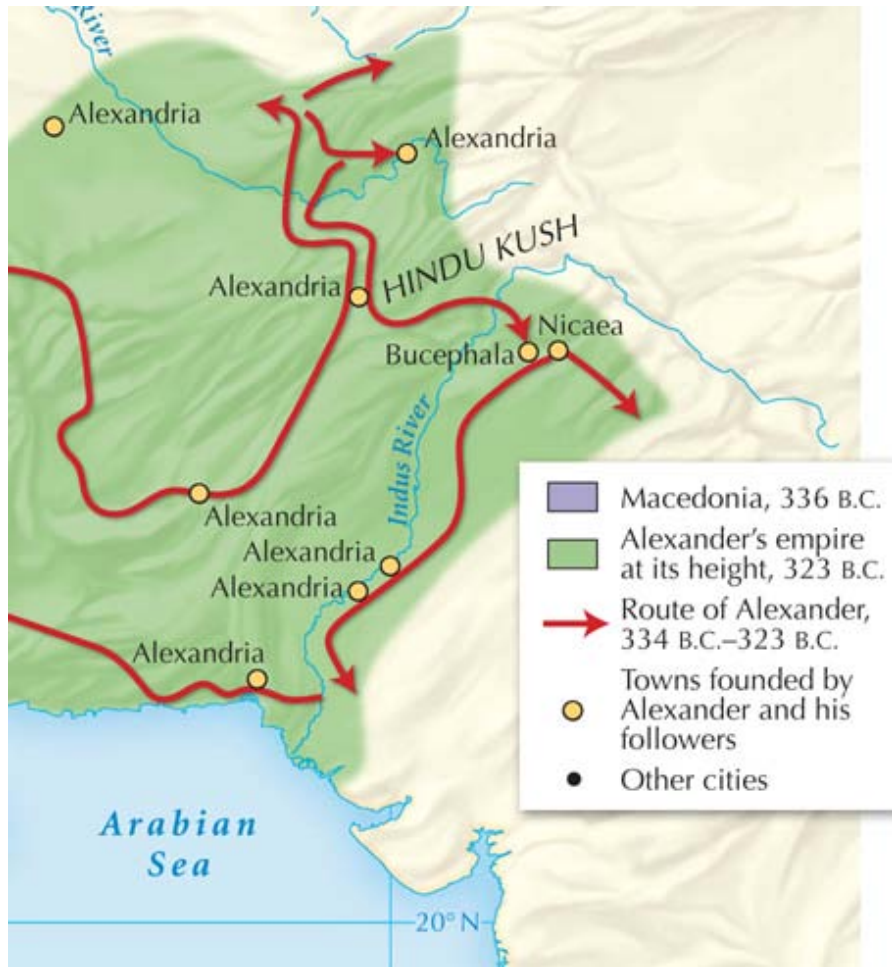 River
Alexandria
Alexandria
HINDU KUSH
Alexandria
Nicaea
Bucephala
Indus River
Alexandria
Alexandria
Alexandria
Alexandria
Macedonia, 336 B.C.
Alexander's empire
at its height, 323 B.C.
Route of Alexander,
334 B.C.–323 B.C.
Towns founded by
Alexander and his
followers
Other cities
Arabian
Sea
20° N